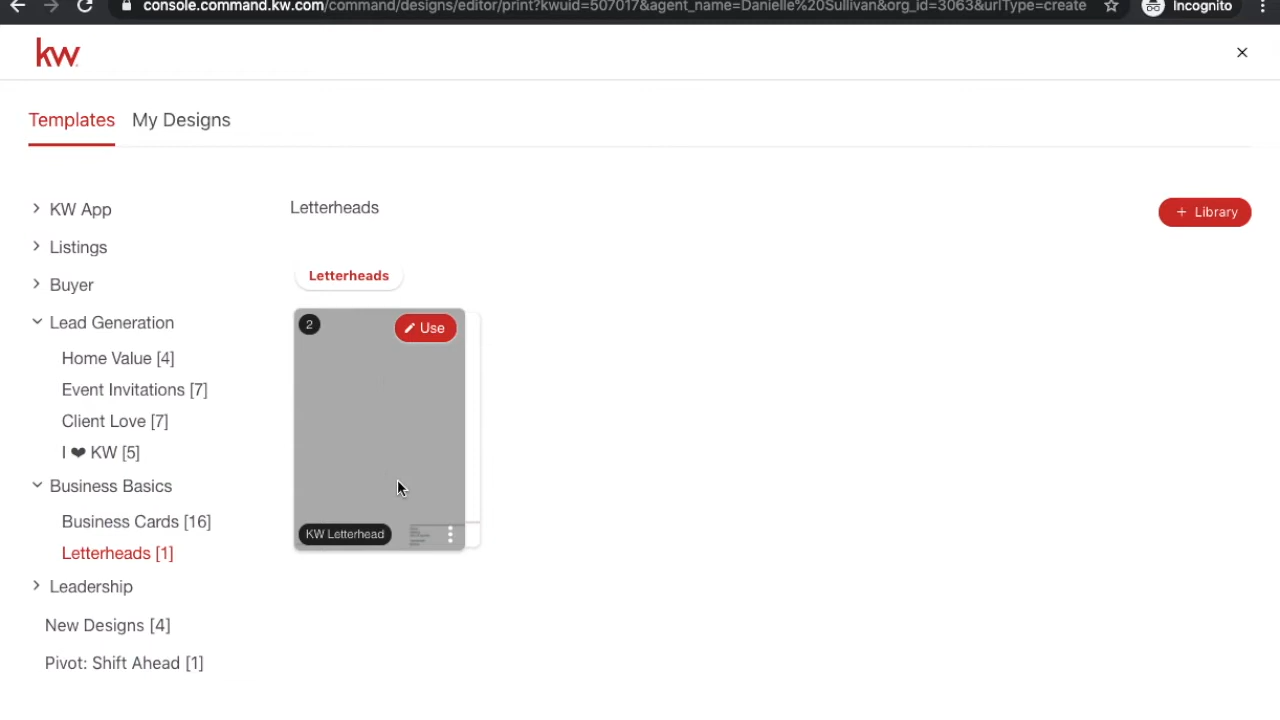 console.command.kw.com/command/designs/editor/print?kwuid=507017&agent_name=Danielle%20Sullivan&org_id=3063&urlType=create
Incognito
kw
Templates
My Designs
KW App
Listings
Buyer
Lead Generation
Home Value [4]
Event Invitations [7]
Client Love [7]
I ❤ KW [5]
Business Basics
Business Cards [16]
Letterheads [1]
Leadership
New Designs [4]
Pivot: Shift Ahead [1]
Letterheads
+ Library
Letterheads
2
Use
KW Letterhead